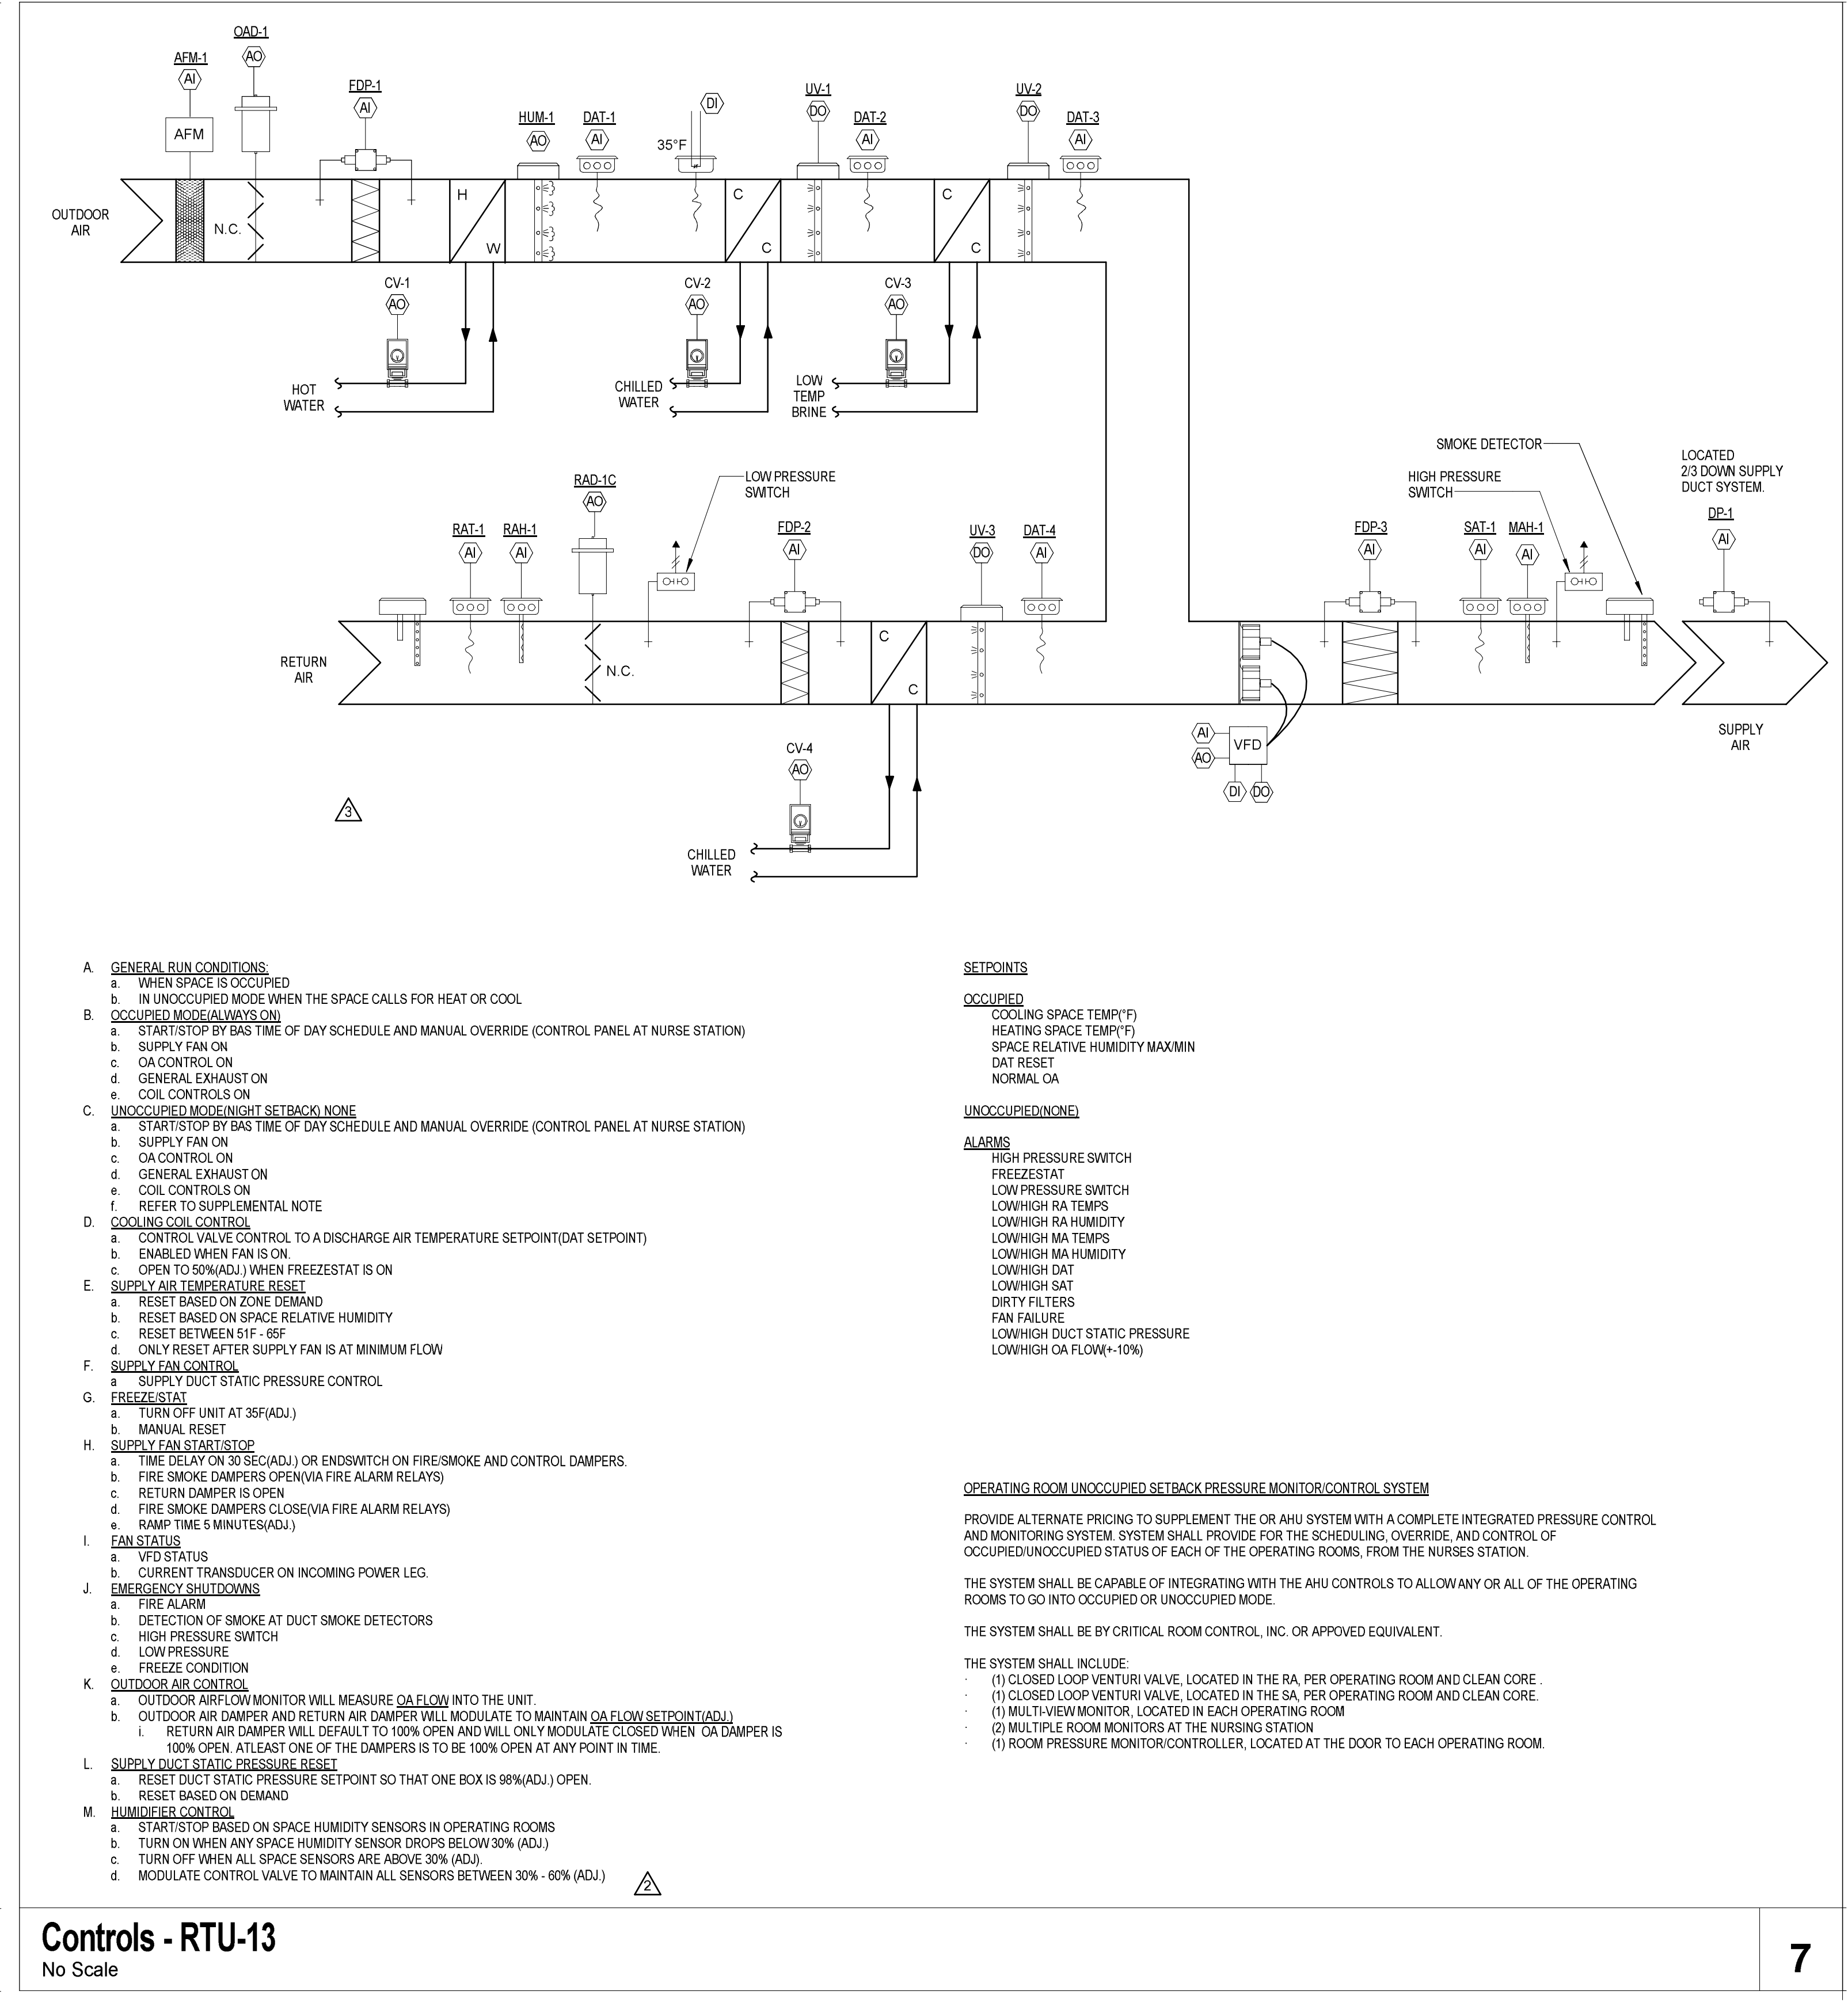 OAD-1
AO
AFM-1
AI
AFM
FDP-1
AI
HUM-1
AO
DAT-1
AI
35°F
DI
UV-1
DO
DAT-2
AI
UV-2
DO
DAT-3
AI
OUTDOOR
AIR
N.C.
H
W
C
C
C
C
CV-1
AO
CV-2
AO
CV-3
AO
HOT
WATER
CHILLED
WATER
LOW
TEMP
BRINE
SMOKE DETECTOR
HIGH PRESSURE
SWITCH
LOCATED
2/3 DOWN SUPPLY
DUCT SYSTEM.
RAD-1C
AO
LOW PRESSURE
SWITCH
RAT-1
AI
RAH-1
AI
FDP-2
AI
UV-3
DO
DAT-4
AI
FDP-3
AI
SAT-1
AI
MAH-1
AI
DP-1
AI
RETURN
AIR
N.C.
C
C
AI
AO
VFD
DI
DO
SUPPLY
AIR
CV-4
AO
3
CHILLED
WATER
A. GENERAL RUN CONDITIONS:
a. WHEN SPACE IS OCCUPIED
b. IN UNOCCUPIED MODE WHEN THE SPACE CALLS FOR HEAT OR COOL
B. OCCUPIED MODE(ALWAYS ON)
a. START/STOP BY BAS TIME OF DAY SCHEDULE AND MANUAL OVERRIDE (CONTROL PANEL AT NURSE STATION)
b. SUPPLY FAN ON
c. OA CONTROL ON
d. GENERAL EXHAUST ON
e. COIL CONTROLS ON
C. UNOCCUPIED MODE(NIGHT SETBACK) NONE
a. START/STOP BY BAS TIME OF DAY SCHEDULE AND MANUAL OVERRIDE (CONTROL PANEL AT NURSE STATION)
b. SUPPLY FAN ON
c. OA CONTROL ON
d. GENERAL EXHAUST ON
e. COIL CONTROLS ON
f. REFER TO SUPPLEMENTAL NOTE
D. COOLING COIL CONTROL
a. CONTROL VALVE CONTROL TO A DISCHARGE AIR TEMPERATURE SETPOINT(DAT SETPOINT)
b. ENABLED WHEN FAN IS ON.
c. OPEN TO 50%(ADJ.) WHEN FREEZESTAT IS ON
E. SUPPLY AIR TEMPERATURE RESET
a. RESET BASED ON ZONE DEMAND
b. RESET BASED ON SPACE RELATIVE HUMIDITY
c. RESET BETWEEN 51F - 65F
d. ONLY RESET AFTER SUPPLY FAN IS AT MINIMUM FLOW
F. SUPPLY FAN CONTROL
a SUPPLY DUCT STATIC PRESSURE CONTROL
G. FREEZE/STAT
a. TURN OFF UNIT AT 35F(ADJ.)
b. MANUAL RESET
H. SUPPLY FAN START/STOP
a. TIME DELAY ON 30 SEC(ADJ.) OR ENDSWITCH ON FIRE/SMOKE AND CONTROL DAMPERS.
b. FIRE SMOKE DAMPERS OPEN(VIA FIRE ALARM RELAYS)
c. RETURN DAMPER IS OPEN
d. FIRE SMOKE DAMPERS CLOSE(VIA FIRE ALARM RELAYS)
e. RAMP TIME 5 MINUTES(ADJ.)
I. FAN STATUS
a. VFD STATUS
b. CURRENT TRANSDUCER ON INCOMING POWER LEG.
J. EMERGENCY SHUTDOWNS
a. FIRE ALARM
b. DETECTION OF SMOKE AT DUCT SMOKE DETECTORS
c. HIGH PRESSURE SWITCH
d. LOW PRESSURE
e. FREEZE CONDITION
K. OUTDOOR AIR CONTROL
a. OUTDOOR AIRFLOW MONITOR WILL MEASURE OA FLOW INTO THE UNIT.
b. OUTDOOR AIR DAMPER AND RETURN AIR DAMPER WILL MODULATE TO MAINTAIN OA FLOW SETPOINT(ADJ.)
i. RETURN AIR DAMPER WILL DEFAULT TO 100% OPEN AND WILL ONLY MODULATE CLOSED WHEN OA DAMPER IS
100% OPEN. ATLEAST ONE OF THE DAMPERS IS TO BE 100% OPEN AT ANY POINT IN TIME.
L. SUPPLY DUCT STATIC PRESSURE RESET
a. RESET DUCT STATIC PRESSURE SETPOINT SO THAT ONE BOX IS 98%(ADJ.) OPEN.
b. RESET BASED ON DEMAND
M. HUMIDIFIER CONTROL
a. START/STOP BASED ON SPACE HUMIDITY SENSORS IN OPERATING ROOMS
b. TURN ON WHEN ANY SPACE HUMIDITY SENSOR DROPS BELOW 30% (ADJ.)
c. TURN OFF WHEN ALL SPACE SENSORS ARE ABOVE 30% (ADJ).
d. MODULATE CONTROL VALVE TO MAINTAIN ALL SENSORS BETWEEN 30% - 60% (ADJ.)
2
SETPOINTS
OCCUPIED
COOLING SPACE TEMP(°F)
HEATING SPACE TEMP(°F)
SPACE RELATIVE HUMIDITY MAX/MIN
DAT RESET
NORMAL OA
UNOCCUPIED(NONE)
ALARMS
HIGH PRESSURE SWITCH
FREEZESTAT
LOW PRESSURE SWITCH
LOW/HIGH RA TEMPS
LOW/HIGH RA HUMIDITY
LOW/HIGH MA TEMPS
LOW/HIGH MA HUMIDITY
LOW/HIGH DAT
LOW/HIGH SAT
DIRTY FILTERS
FAN FAILURE
LOW/HIGH DUCT STATIC PRESSURE
LOW/HIGH OA FLOW(+-10%)
OPERATING ROOM UNOCCUPIED SETBACK PRESSURE MONITOR/CONTROL SYSTEM
PROVIDE ALTERNATE PRICING TO SUPPLEMENT THE OR AHU SYSTEM WITH A COMPLETE INTEGRATED PRESSURE CONTROL
AND MONITORING SYSTEM. SYSTEM SHALL PROVIDE FOR THE SCHEDULING, OVERRIDE, AND CONTROL OF
OCCUPIED/UNOCCUPIED STATUS OF EACH OF THE OPERATING ROOMS, FROM THE NURSES STATION.
THE SYSTEM SHALL BE CAPABLE OF INTEGRATING WITH THE AHU CONTROLS TO ALLOW ANY OR ALL OF THE OPERATING
ROOMS TO GO INTO OCCUPIED OR UNOCCUPIED MODE.
THE SYSTEM SHALL BE BY CRITICAL ROOM CONTROL, INC. OR APPOVED EQUIVALENT.
THE SYSTEM SHALL INCLUDE:
· (1) CLOSED LOOP VENTURI VALVE, LOCATED IN THE RA, PER OPERATING ROOM AND CLEAN CORE .
· (1) CLOSED LOOP VENTURI VALVE, LOCATED IN THE SA, PER OPERATING ROOM AND CLEAN CORE.
· (1) MULTI-VIEW MONITOR, LOCATED IN EACH OPERATING ROOM
· (2) MULTIPLE ROOM MONITORS AT THE NURSING STATION
· (1) ROOM PRESSURE MONITOR/CONTROLLER, LOCATED AT THE DOOR TO EACH OPERATING ROOM.
Controls - RTU-13
No Scale
7